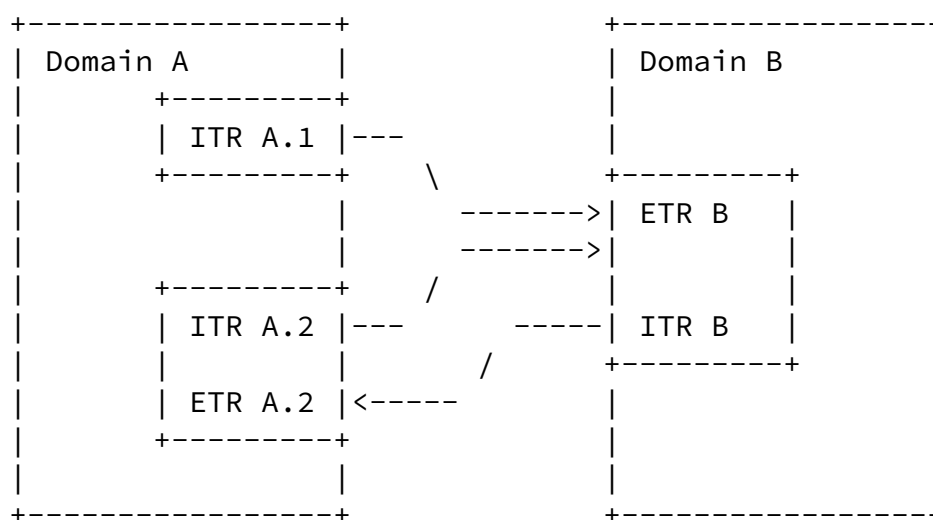 Domain A Domain B
ITR A.1
ETR B
ITR A.2 ITR B
ETR A.2